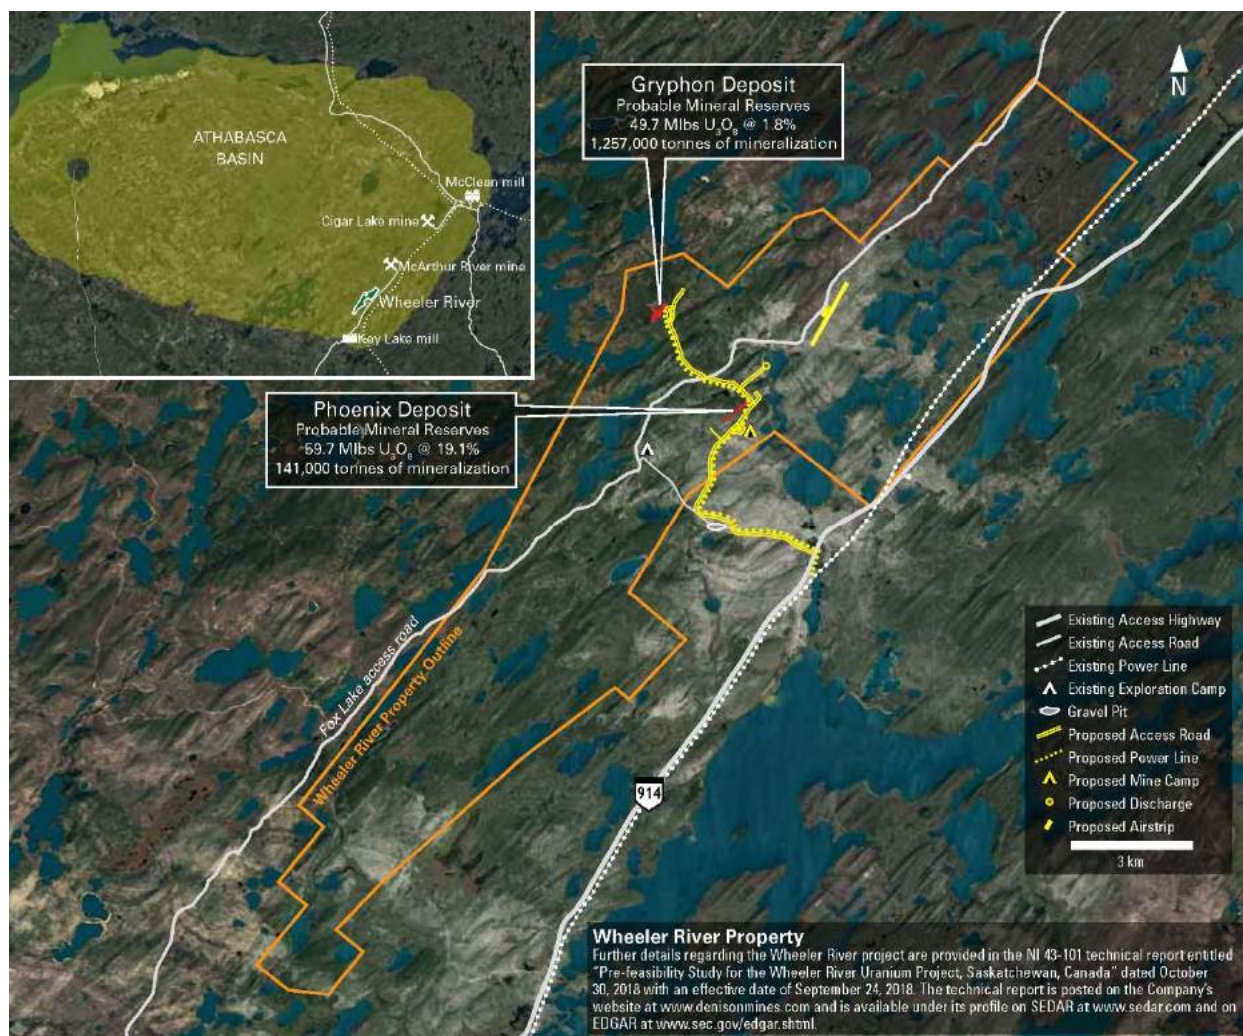 ATHABASCA
BASIN
McClean mill
Cigar Lake mine
McArthur River mine
Wheeler River
Key Lake mill
Gryphon Deposit
Probable Mineral Reserves
49.7 Mlbs U₃O₈ @ 1.8%
1,257,000 tonnes of mineralization
N
Phoenix Deposit
Probable Mineral Reserves
59.7 Mlbs U₃O₈ @ 19.1%
141,000 tonnes of mineralization
Fox Lake access road
Wheeler River Property Outline
914
Existing Access Highway
Existing Access Road
Existing Power Line
Existing Exploration Camp
Gravel Pit
Proposed Access Road
Proposed Power Line
Proposed Mine Camp
Proposed Discharge
Proposed Airstrip
3 km
Wheeler River Property
Further details regarding the Wheeler River project are provided in the NI 43-101 technical report entitled
"Pre-feasibility Study for the Wheeler River Uranium Project, Saskatchewan, Canada" dated October
30, 2018 with an effective date of September 24, 2018. The technical report is posted on the Company's
website at www.denisonmines.com and is available under its profile on SEDAR at www.sedar.com and on
EDGAR at www.sec.gov/edgar.shtml.